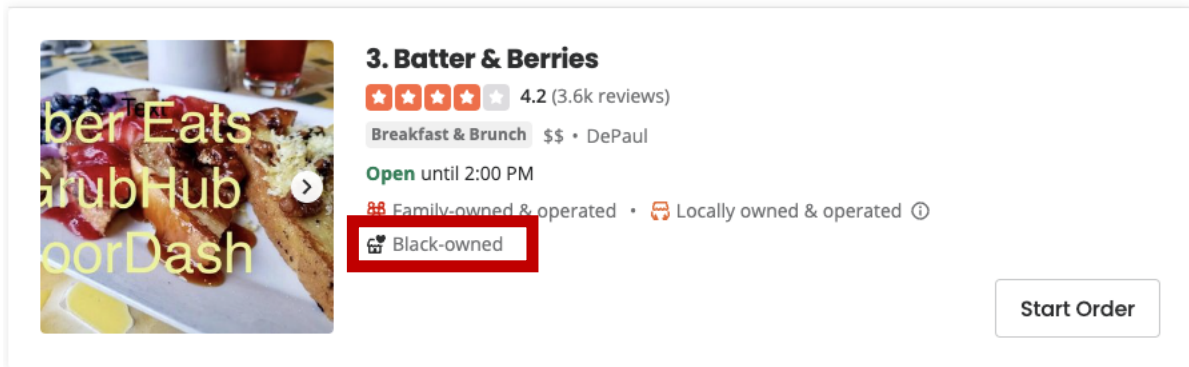 3. Batter & Berries
4.2 (3.6k reviews)
Breakfast & Brunch $$ • DePaul
Open until 2:00 PM
Family-owned & operated • Locally owned & operated
Black-owned
Start Order
Text
ber Eats
GrubHub
oorDash